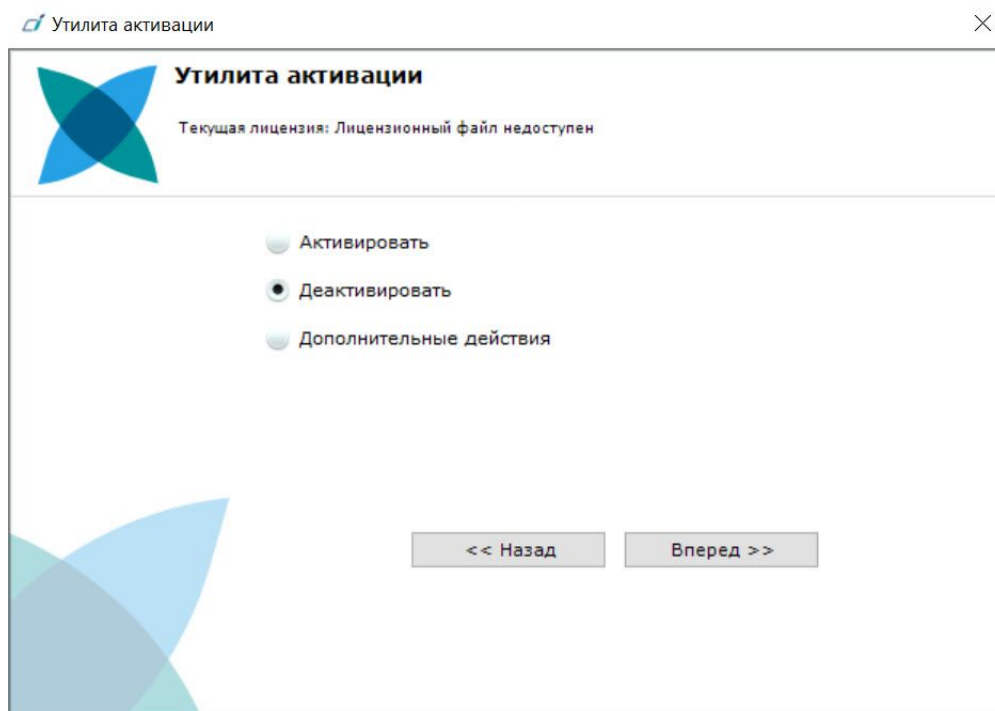 Утилита активации
Утилита активации
Текущая лицензия: Лицензионный файл недоступен
Активировать
Деактивировать
Дополнительные действия
<< Назад
Вперед >>